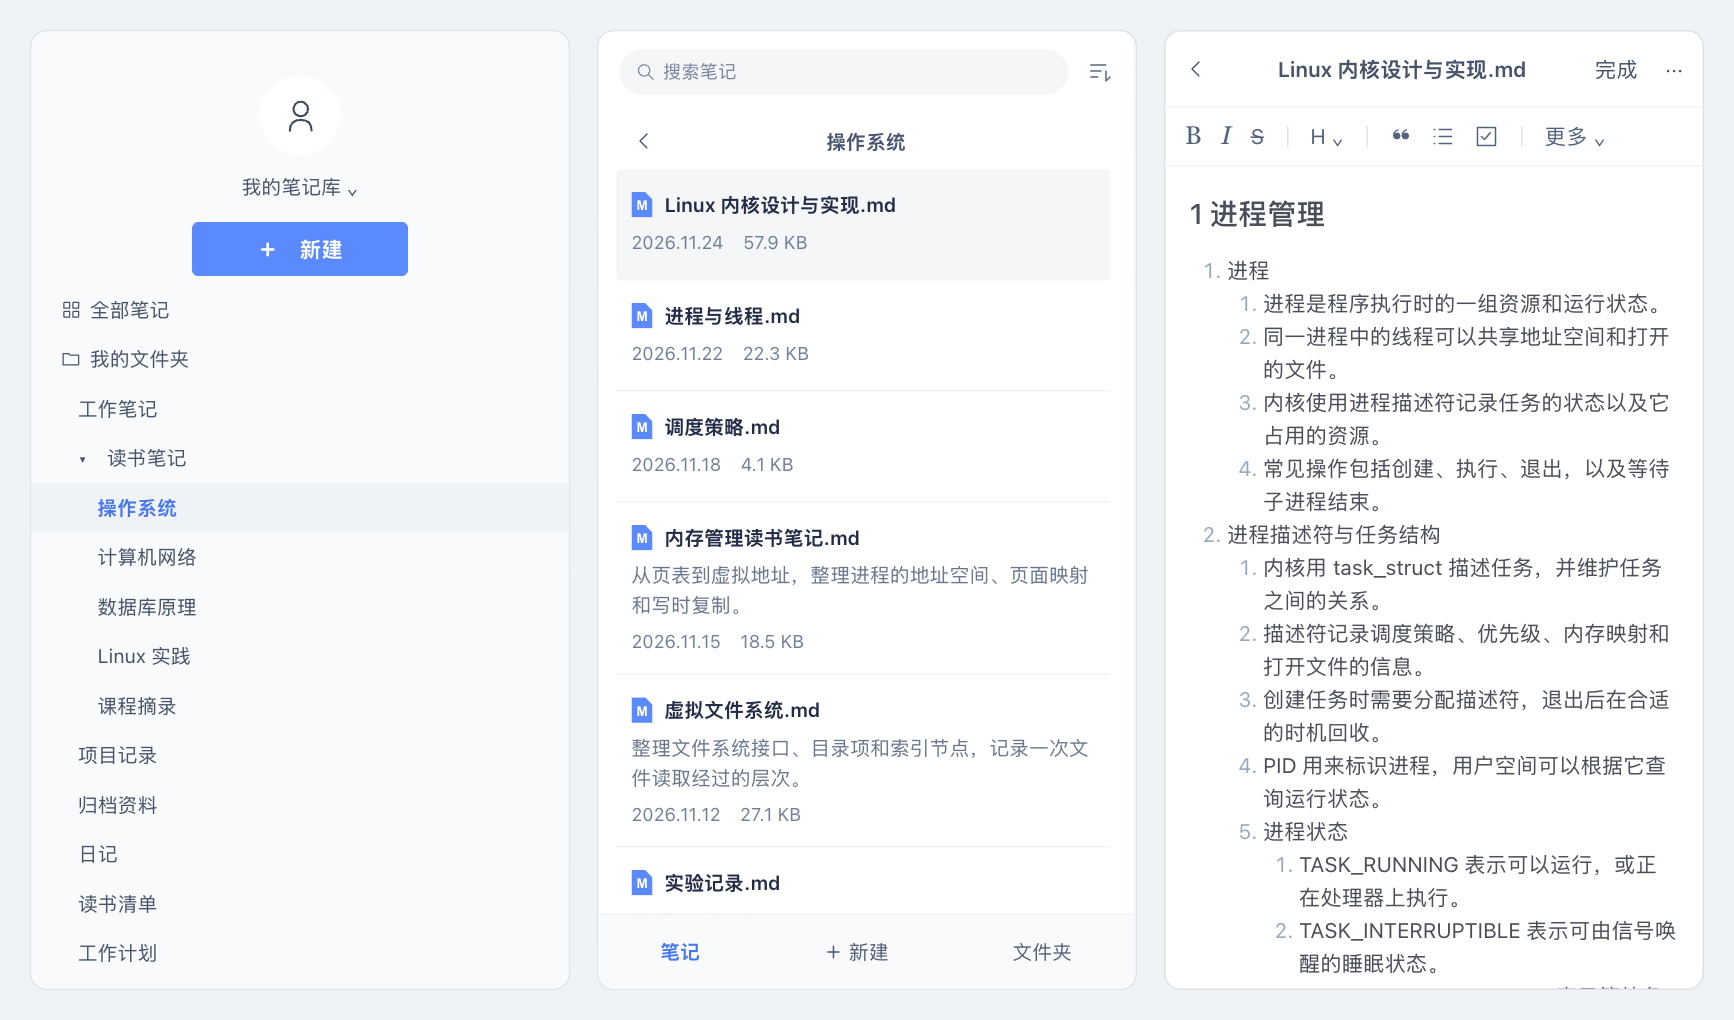 我的笔记库
+ 新建
全部笔记
我的文件夹
工作笔记
读书笔记
操作系统
计算机网络
数据库原理
Linux 实践
课程摘录
项目记录
归档资料
日记
读书清单
工作计划
搜索笔记
操作系统
M Linux 内核设计与实现.md
2026.11.24 57.9 KB
M 进程与线程.md
2026.11.22 22.3 KB
M 调度策略.md
2026.11.18 4.1 KB
M 内存管理读书笔记.md
从页表到虚拟地址，整理进程的地址空间、页面映射
和写时复制。
2026.11.15 18.5 KB
M 虚拟文件系统.md
整理文件系统接口、目录项和索引节点，记录一次文
件读取经过的层次。
2026.11.12 27.1 KB
M 实验记录.md
笔记 + 新建 文件夹
Linux 内核设计与实现.md 完成 ···
B I S H “ 更多
1 进程管理
1. 进程
1. 进程是程序执行时的一组资源和运行状态。
2. 同一进程中的线程可以共享地址空间和打开
的文件。
3. 内核使用进程描述符记录任务的状态以及它
占用的资源。
4. 常见操作包括创建、执行、退出，以及等待
子进程结束。
2. 进程描述符与任务结构
1. 内核用 task_struct 描述任务，并维护任务
之间的关系。
2. 描述符记录调度策略、优先级、内存映射和
打开文件的信息。
3. 创建任务时需要分配描述符，退出后在合适
的时机回收。
4. PID 用来标识进程，用户空间可以根据它查
询运行状态。
5. 进程状态
1. TASK_RUNNING 表示可以运行，或正
在处理器上执行。
2. TASK_INTERRUPTIBLE 表示可由信号唤
醒的睡眠状态。